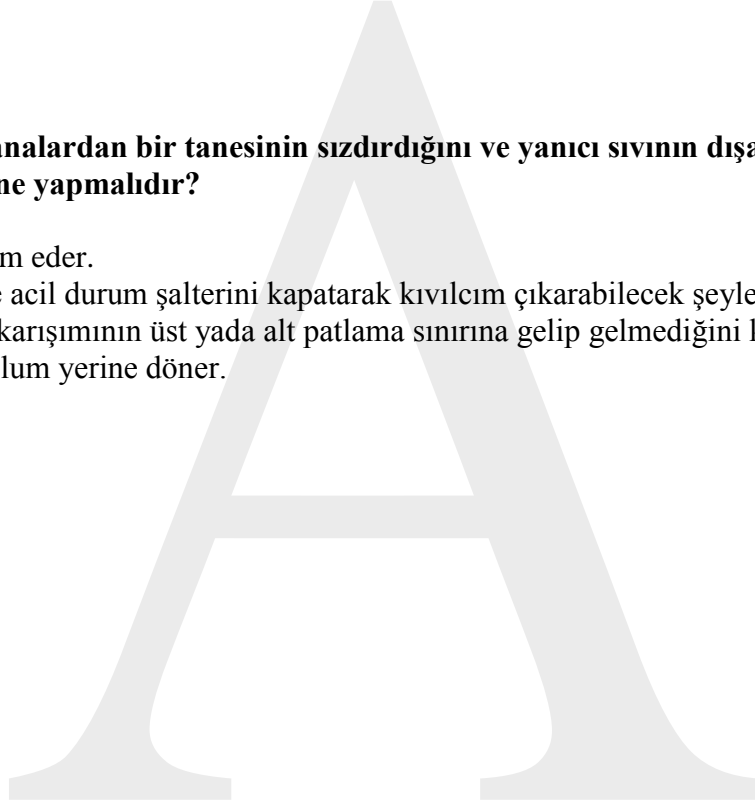 analardan bir tanesinin sızdırdığını ve yanıcı sıvının dışa
ne yapmalıdır?
m eder.
e acil durum şalterini kapatarak kıvılcım çıkarabilecek şeyle
karışımının üst yada alt patlama sınırına gelip gelmediğini k
lum yerine döner.
A